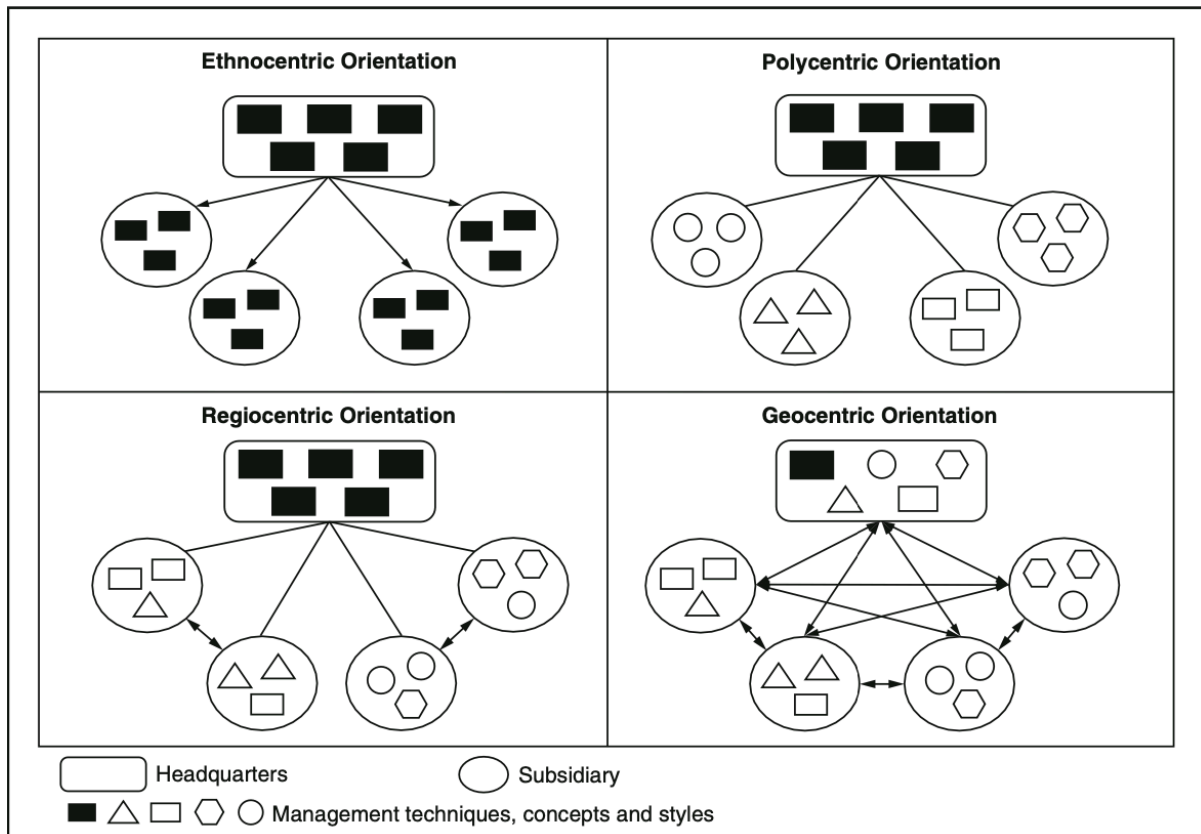 Ethnocentric Orientation
Polycentric Orientation
Regiocentric Orientation
Geocentric Orientation
Headquarters
Subsidiary
Management techniques, concepts and styles